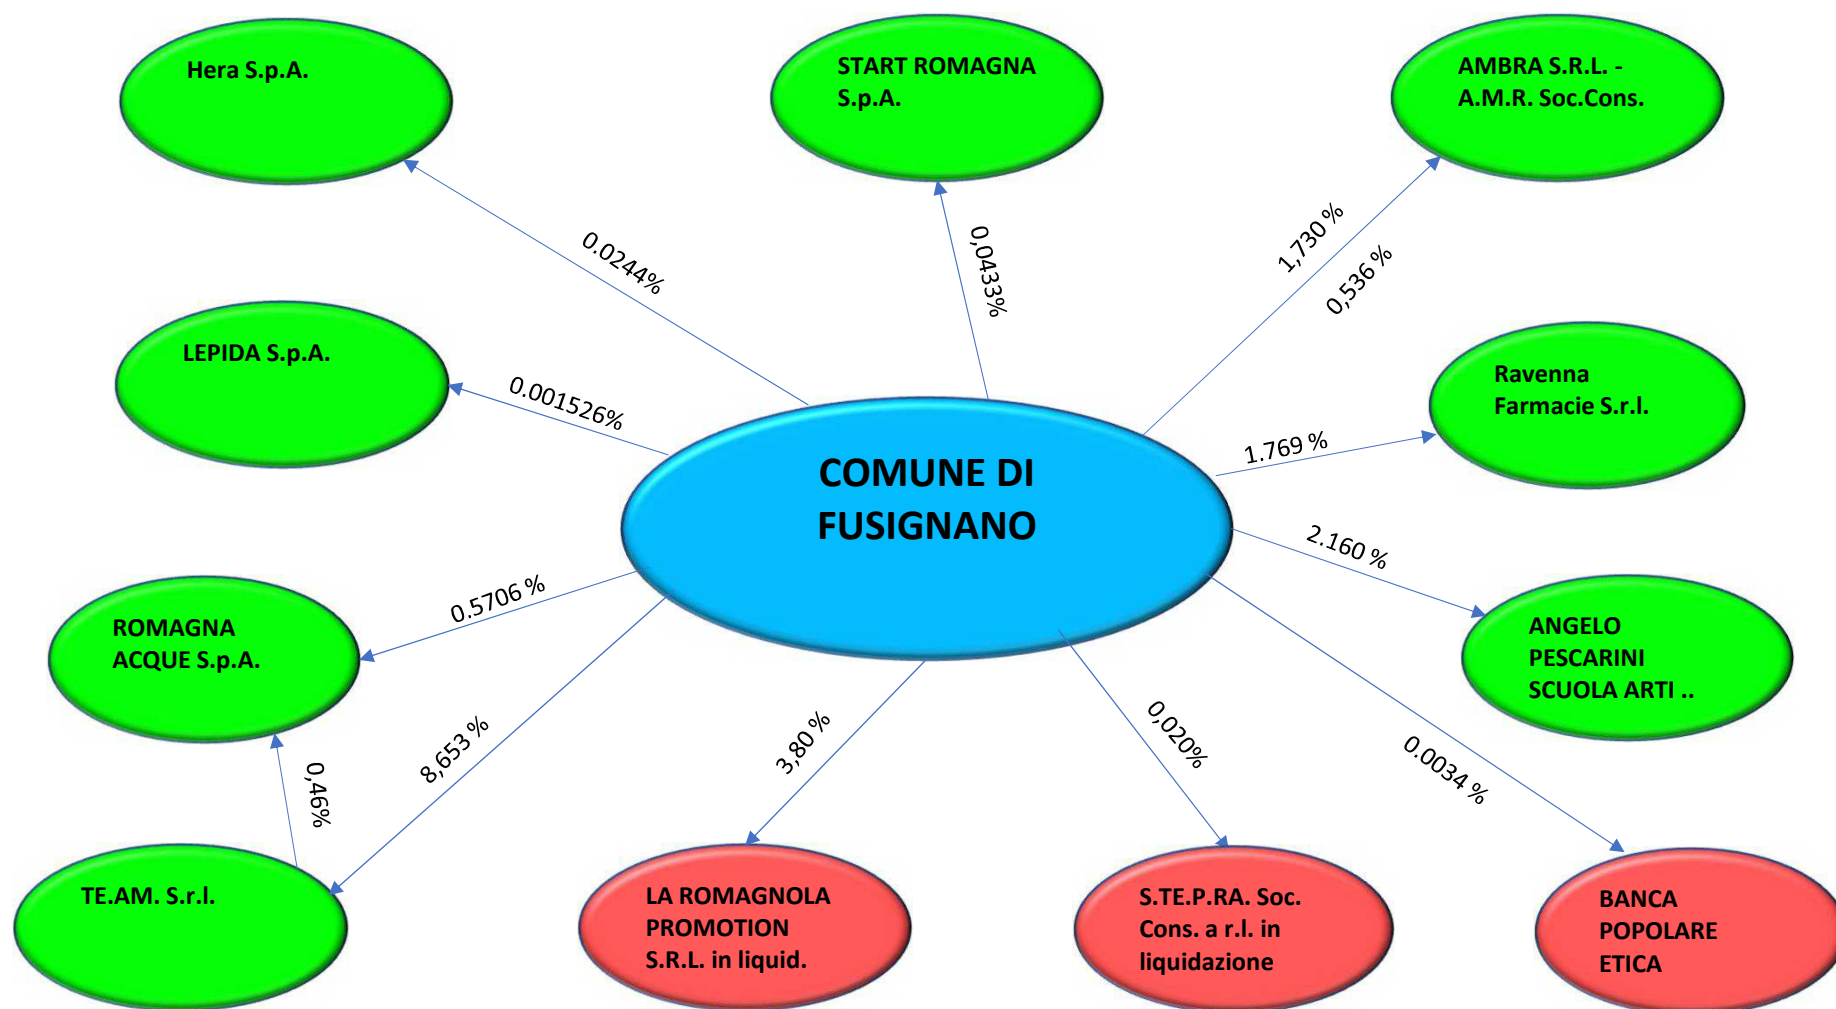 Hera S.p.A.
START ROMAGNA
S.p.A.
AMBRA S.R.L. -
A.M.R. Soc.Cons.
0.0244%
0,0433%
1,730 %
0,536 %
LEPIDA S.p.A.
0.001526%
Ravenna
Farmacie S.r.l.
1.769 %
COMUNE DI
FUSIGNANO
2.160 %
0.5706 %
ROMAGNA
ACQUE S.p.A.
ANGELO
PESCARINI
SCUOLA ARTI ..
8,653 %
3,80 %
0,020%
0.0034 %
0,46%
TE.AM. S.r.l.
LA ROMAGNOLA
PROMOTION
S.R.L. in liquid.
S.TE.P.RA. Soc.
Cons. a r.l. in
liquidazione
BANCA
POPOLARE
ETICA